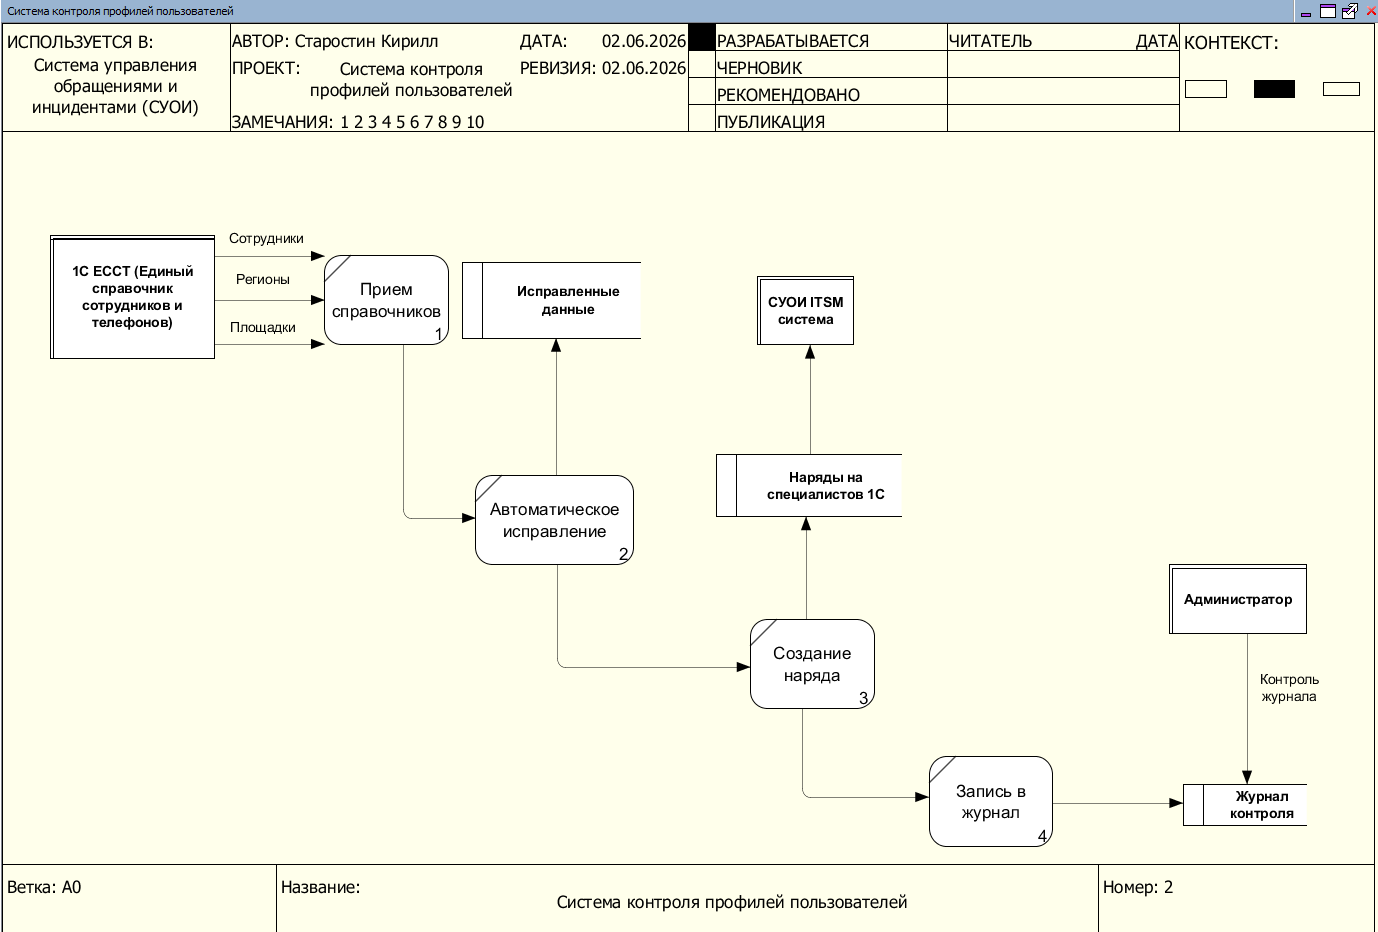 Система контроля профилей пользователей
ИСПОЛЬЗУЕТСЯ В:
Система управления
обращениями и
инцидентами (СУОИ)
АВТОР: Старостин Кирилл
ДАТА: 02.06.2026
ПРОЕКТ: Система контроля
профилей пользователей
РЕВИЗИЯ: 02.06.2026
ЗАМЕЧАНИЯ: 1 2 3 4 5 6 7 8 9 10
РАЗРАБАТЫВАЕТСЯ
ЧЕРНОВИК
РЕКОМЕНДОВАНО
ПУБЛИКАЦИЯ
ЧИТАТЕЛЬ ДАТА
КОНТЕКСТ:
1С ЕССТ (Единый
справочник
сотрудников и
телефонов)
Сотрудники
Регионы
Площадки
Прием
справочников
1
Исправленные
данные
СУОИ ITSM
система
Наряды на
специалистов 1С
Автоматическое
исправление
2
Создание
наряда
3
Администратор
Контроль
журнала
Запись в
журнал
4
Журнал
контроля
Ветка: А0
Название:
Система контроля профилей пользователей
Номер: 2